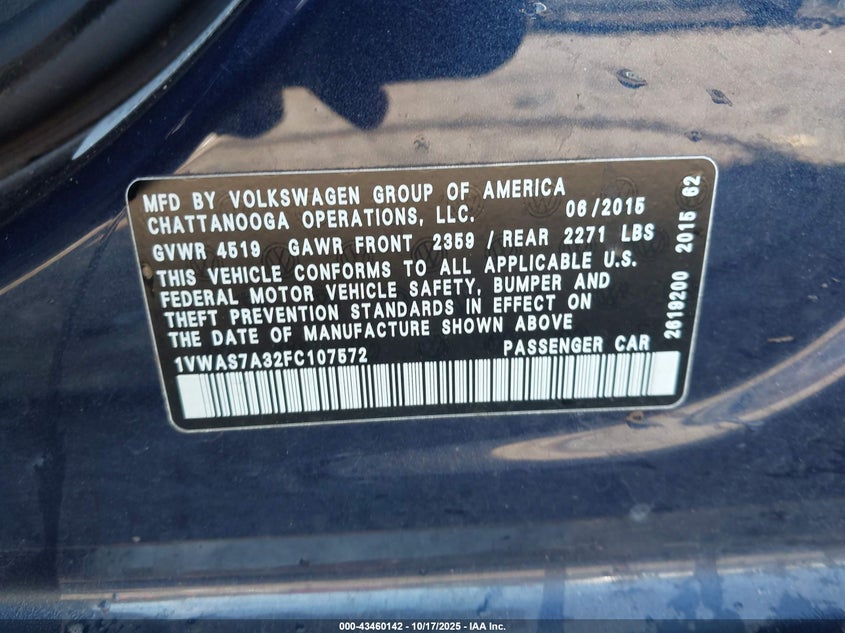 MFD BY VOLKSWAGEN GROUP OF AMERICA
CHATTANOOGA OPERATIONS, LLC. 06/2015
GVWR 4519 GAWR FRONT 2359 / REAR 2271 LBS
THIS VEHICLE CONFORMS TO ALL APPLICABLE U.S.
FEDERAL MOTOR VEHICLE SAFETY, BUMPER AND
THEFT PREVENTION STANDARDS IN EFFECT ON
THE DATE OF MANUFACTURE SHOWN ABOVE
1VWAS7A32FC107572 PASSENGER CAR
2619200 2015 62
000-43460142 - 10/17/2025 - IAA Inc.